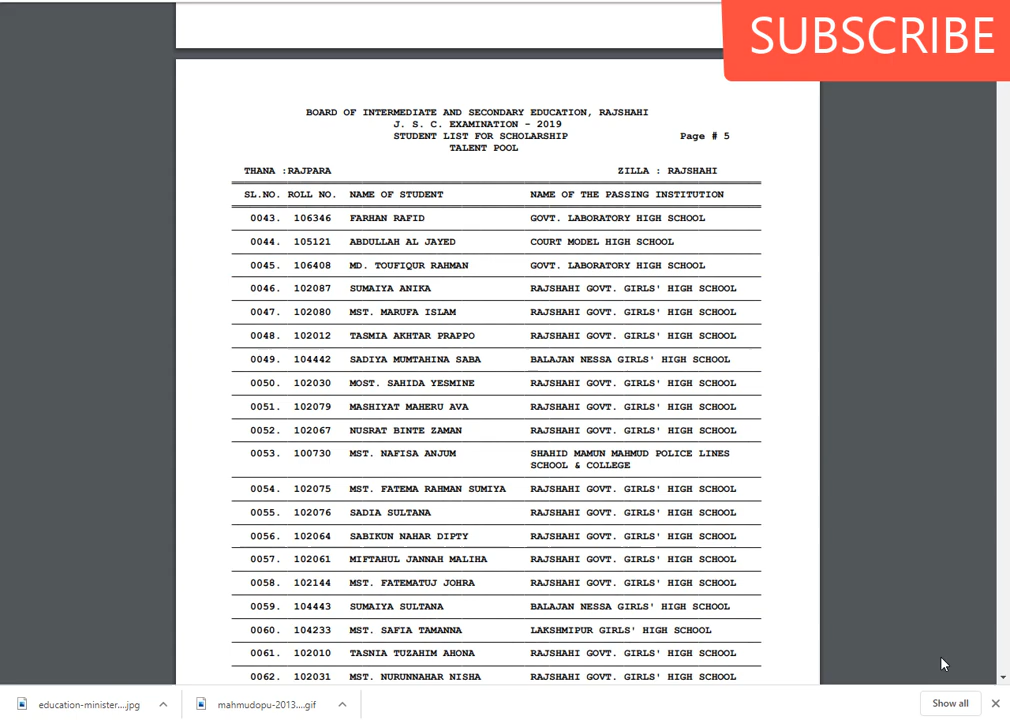 SUBSCRIBE
BOARD OF INTERMEDIATE AND SECONDARY EDUCATION, RAJSHAHI
J. S. C. EXAMINATION - 2019
STUDENT LIST FOR SCHOLARSHIP Page # 5
TALENT POOL
THANA :RAJPARA ZILLA : RAJSHAHI
SL.NO. ROLL NO. NAME OF STUDENT NAME OF THE PASSING INSTITUTION
0043. 106346 FARHAN RAFID GOVT. LABORATORY HIGH SCHOOL
0044. 105121 ABDULLAH AL JAYED COURT MODEL HIGH SCHOOL
0045. 106408 MD. TOUFIQUR RAHMAN GOVT. LABORATORY HIGH SCHOOL
0046. 102087 SUMAIYA ANIKA RAJSHAHI GOVT. GIRLS' HIGH SCHOOL
0047. 102080 MST. MARUFA ISLAM RAJSHAHI GOVT. GIRLS' HIGH SCHOOL
0048. 102012 TASMIA AKHTAR PRAPPO RAJSHAHI GOVT. GIRLS' HIGH SCHOOL
0049. 104442 SADIYA MUMTAHINA SABA BALAJAN NESSA GIRLS' HIGH SCHOOL
0050. 102030 MOST. SAHIDA YESMINE RAJSHAHI GOVT. GIRLS' HIGH SCHOOL
0051. 102079 MASHIYAT MAHERU AVA RAJSHAHI GOVT. GIRLS' HIGH SCHOOL
0052. 102067 NUSRAT BINTE ZAMAN RAJSHAHI GOVT. GIRLS' HIGH SCHOOL
0053. 100730 MST. NAFISA ANJUM SHAHID MAMUN MAHMUD POLICE LINES
SCHOOL & COLLEGE
0054. 102075 MST. FATEMA RAHMAN SUMIYA RAJSHAHI GOVT. GIRLS' HIGH SCHOOL
0055. 102076 SADIA SULTANA RAJSHAHI GOVT. GIRLS' HIGH SCHOOL
0056. 102064 SABIKUN NAHAR DIPTY RAJSHAHI GOVT. GIRLS' HIGH SCHOOL
0057. 102061 MIFTAHUL JANNAH MALIHA RAJSHAHI GOVT. GIRLS' HIGH SCHOOL
0058. 102144 MST. FATEMATUJ JOHRA RAJSHAHI GOVT. GIRLS' HIGH SCHOOL
0059. 104443 SUMAIYA SULTANA BALAJAN NESSA GIRLS' HIGH SCHOOL
0060. 104233 MST. SAFIA TAMANNA LAKSHMIPUR GIRLS' HIGH SCHOOL
0061. 102010 TASNIA TUZAHIM AHONA RAJSHAHI GOVT. GIRLS' HIGH SCHOOL
0062. 102031 MST. NURUNNAHAR NISHA RAJSHAHI GOVT. GIRLS' HIGH SCHOOL
education-minister....jpg mahmudopu-2013....gif Show all